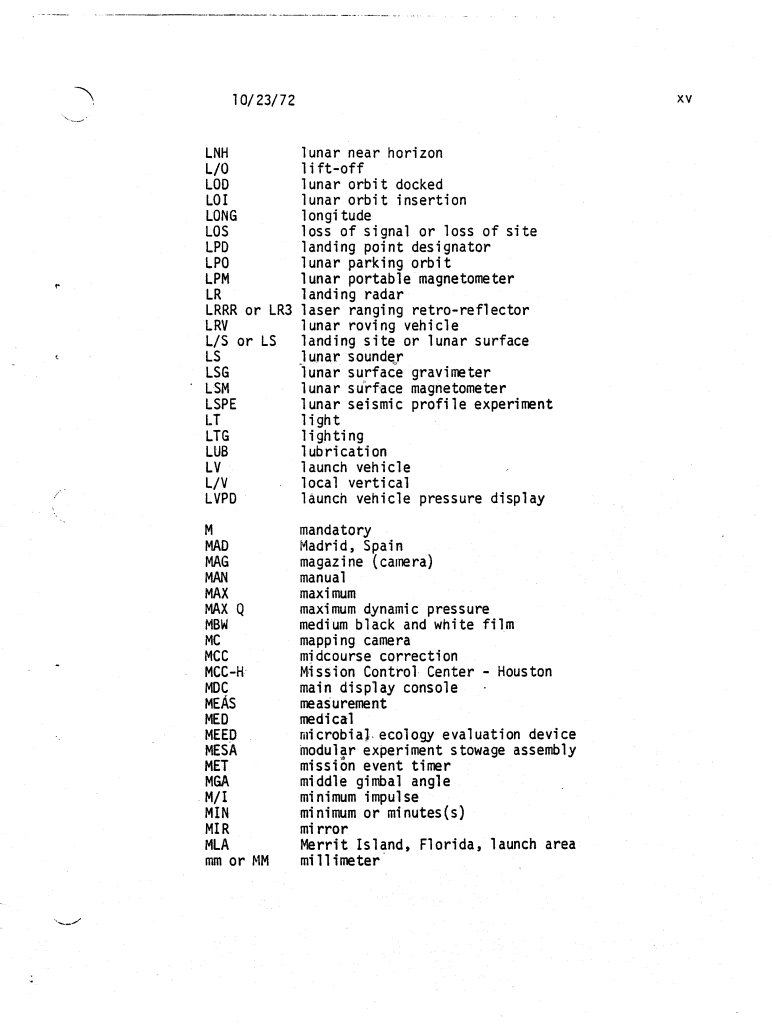 10/23/72 xv
LNH lunar near horizon
L/O lift-off
LOD lunar orbit docked
LOI lunar orbit insertion
LONG longitude
LOS loss of signal or loss of site
LPD landing point designator
LPO lunar parking orbit
LPM lunar portable magnetometer
LR landing radar
LRRR or LR3 laser ranging retro-reflector
LRV lunar roving vehicle
L/S or LS landing site or lunar surface
LS lunar sounder
LSG lunar surface gravimeter
LSM lunar surface magnetometer
LSPE lunar seismic profile experiment
LT light
LTG lighting
LUB lubrication
LV launch vehicle
L/V local vertical
LVPD launch vehicle pressure display
M mandatory
MAD Madrid, Spain
MAG magazine (camera)
MAN manual
MAX maximum
MAX Q maximum dynamic pressure
MBW medium black and white film
MC mapping camera
MCC midcourse correction
MCC-H Mission Control Center - Houston
MDC main display console
MEAS measurement
MED medical
MEED microbial ecology evaluation device
MESA modular experiment stowage assembly
MET mission event timer
MGA middle gimbal angle
M/I minimum impulse
MIN minimum or minutes(s)
MIR mirror
MLA Merrit Island, Florida, launch area
mm or MM millimeter